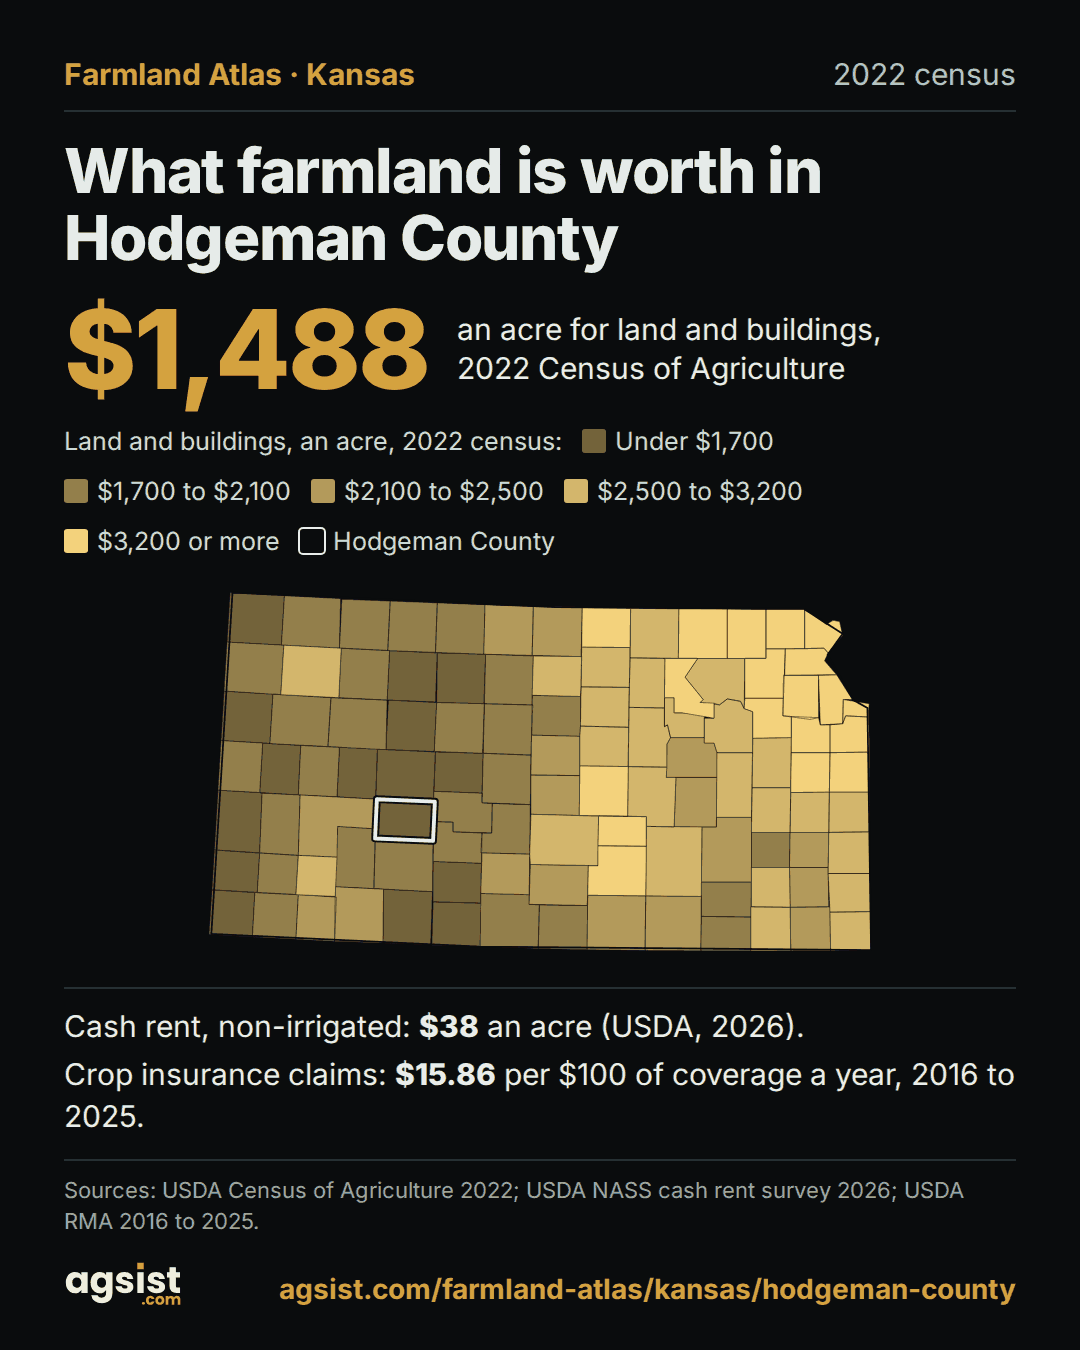 Farmland Atlas · Kansas
2022 census
What farmland is worth in
Hodgeman County
$1,488
an acre for land and buildings,
2022 Census of Agriculture
Land and buildings, an acre, 2022 census: Under $1,700
$1,700 to $2,100 $2,100 to $2,500 $2,500 to $3,200
$3,200 or more Hodgeman County
Cash rent, non-irrigated: $38 an acre (USDA, 2026).
Crop insurance claims: $15.86 per $100 of coverage a year, 2016 to
2025.
Sources: USDA Census of Agriculture 2022; USDA NASS cash rent survey 2026; USDA
RMA 2016 to 2025.
agsist
.com
agsist.com/farmland-atlas/kansas/hodgeman-county